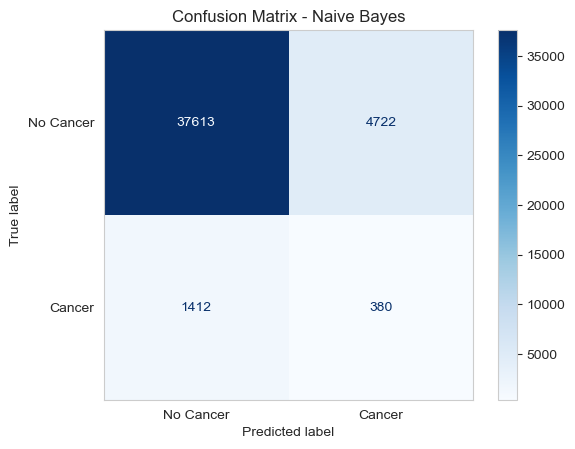 Confusion Matrix - Naive Bayes
True label
No Cancer
37613
4722
Cancer
1412
380
No Cancer
Cancer
Predicted label
35000
30000
25000
20000
15000
10000
5000